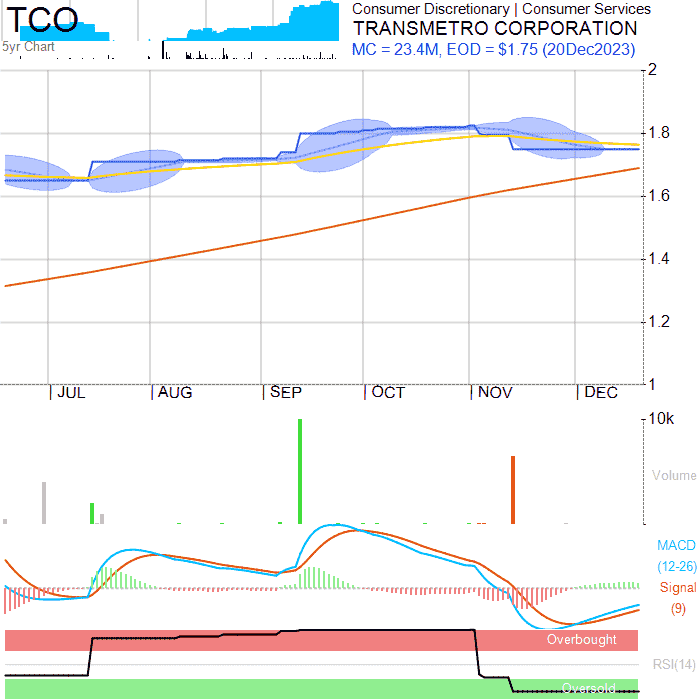 TCO
5yr Chart
Consumer Discretionary | Consumer Services
TRANSMETRO CORPORATION
MC = 23.4M, EOD = $1.75 (20Dec2023)
2
1.8
1.6
1.4
1.2
1
JUL
AUG
SEP
OCT
NOV
DEC
10k
Volume
MACD
(12-26)
Signal
(9)
Overbought
RSI(14)
Oversold